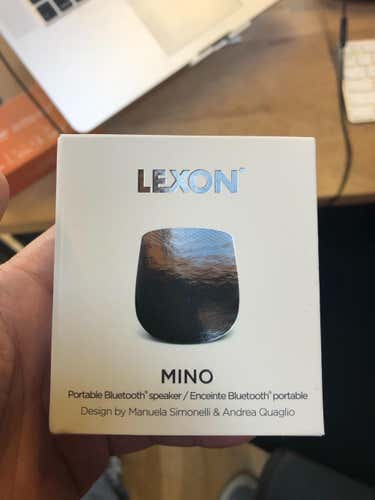 LEXON
MINO
Portable Bluetooth® speaker / Enceinte Bluetooth® portable
Design by Manuela Simonelli & Andrea Quaglio